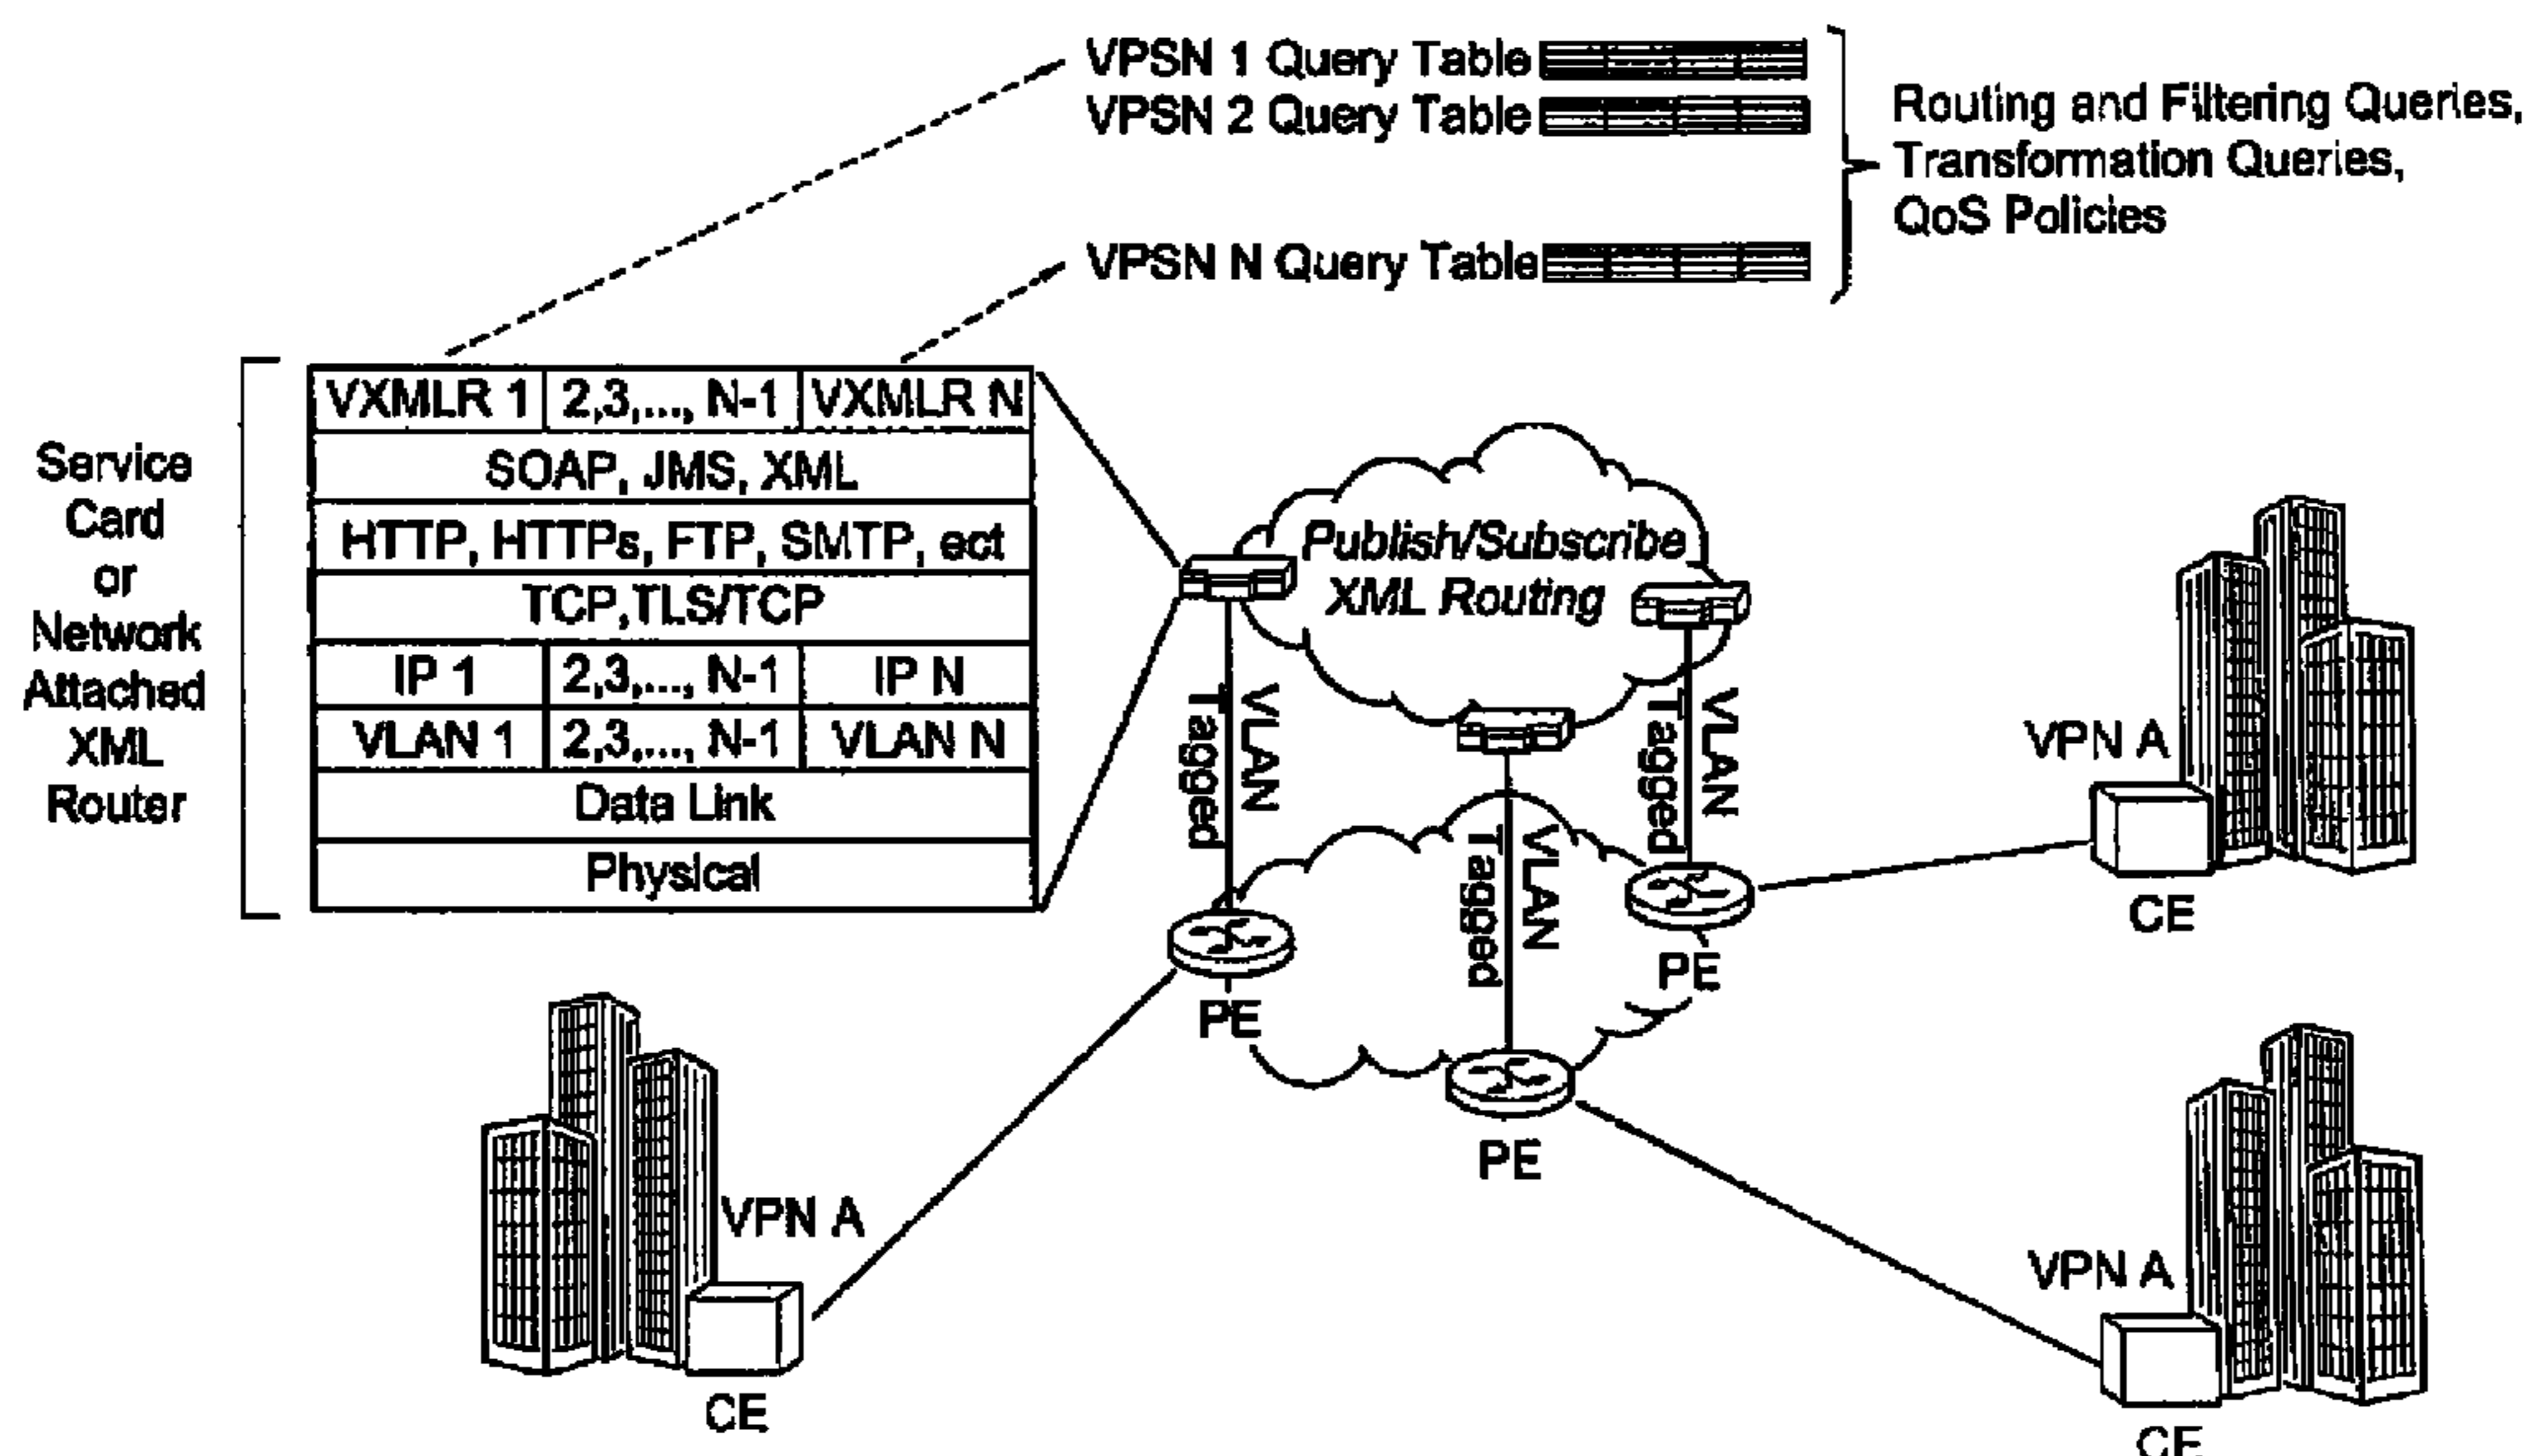 VPSN 1 Query Table
VPSN 2 Query Table
VPSN N Query Table
Routing and Filtering Queries,
Transformation Queries,
QoS Policies
Service
Card
or
Network
Attached
XML
Router
VXMLR 1 2,3,..., N-1 VXMLR N
SOAP, JMS, XML
HTTP, HTTPs, FTP, SMTP, ect
TCP,TLS/TCP
IP 1 2,3,..., N-1 IP N
VLAN 1 2,3,..., N-1 VLAN N
Data Link
Physical
Publish/Subscribe
XML Routing
VLAN
Tagged
VLAN
Tagged
VLAN
Tagged
PE
PE
PE
VPN A
CE
VPN A
CE
VPN A
CE